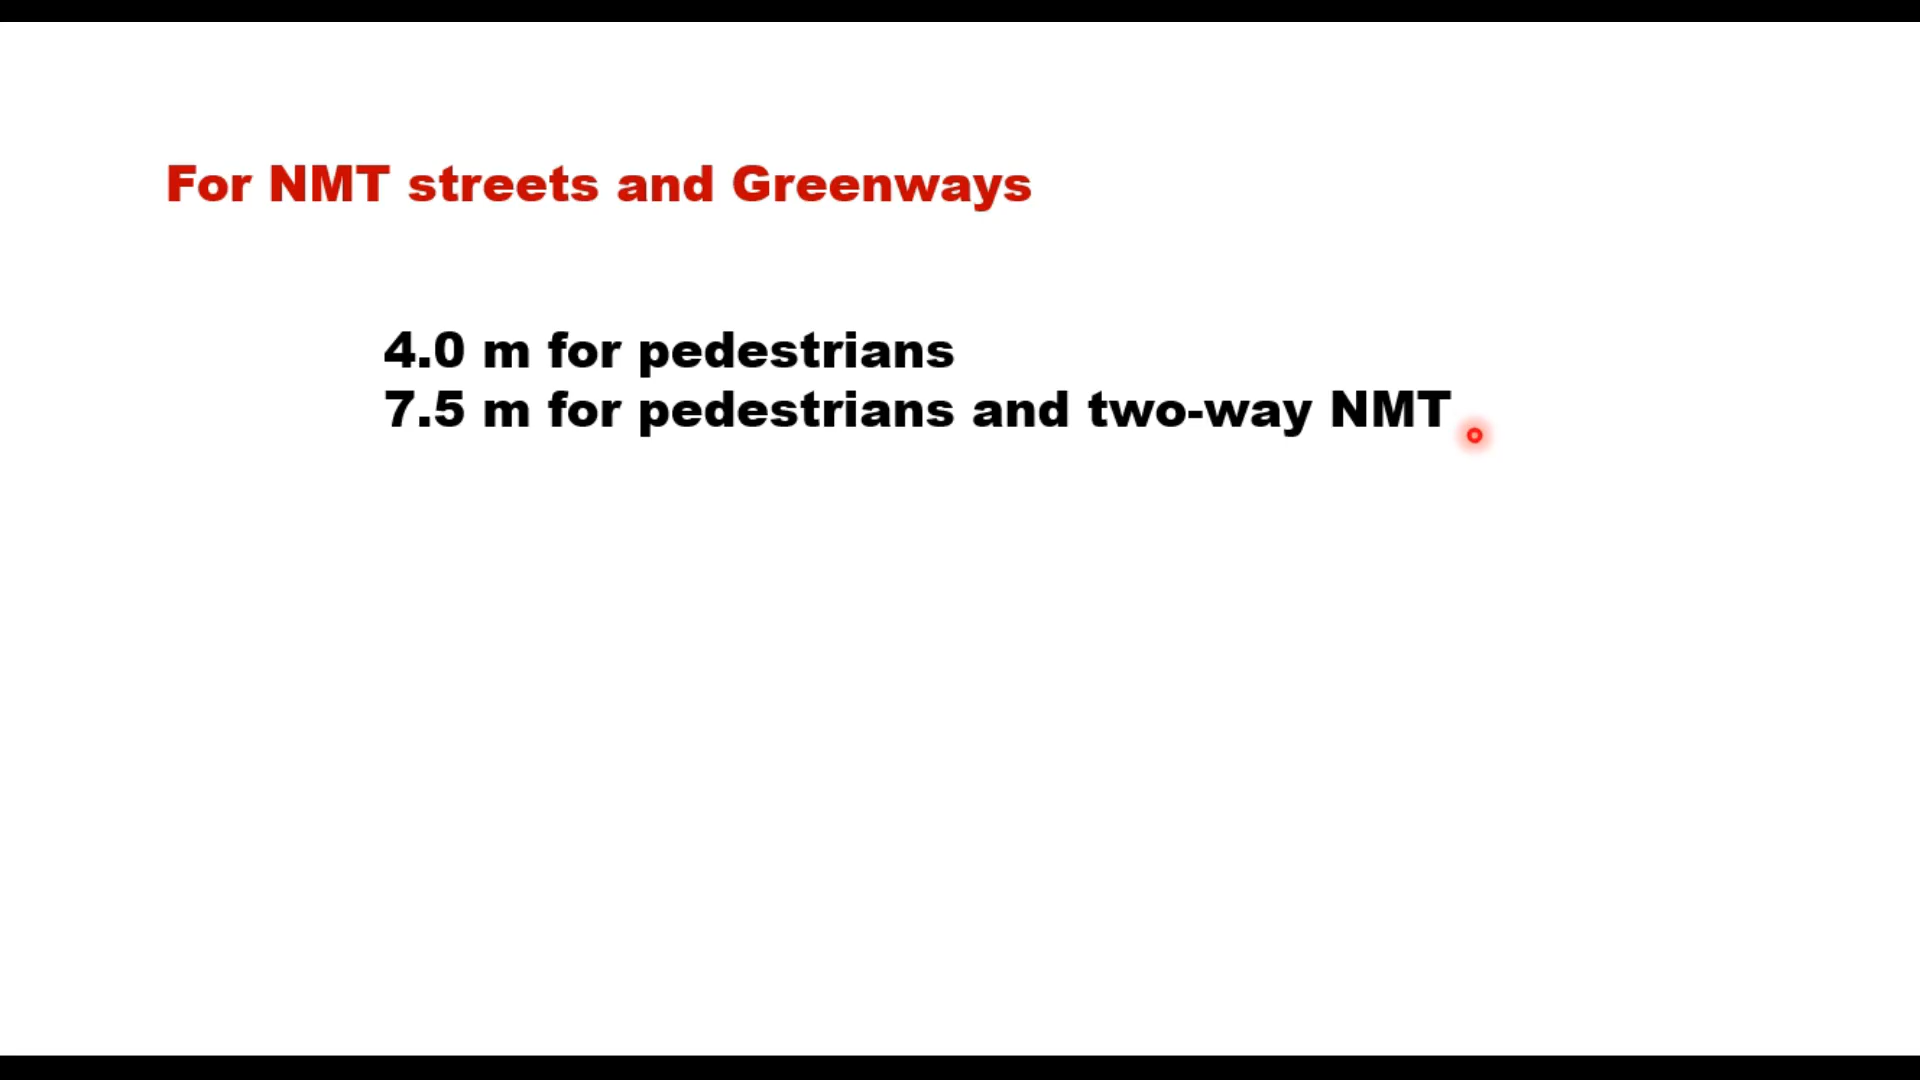 For NMT streets and Greenways
4.0 m for pedestrians
7.5 m for pedestrians and two-way NMT